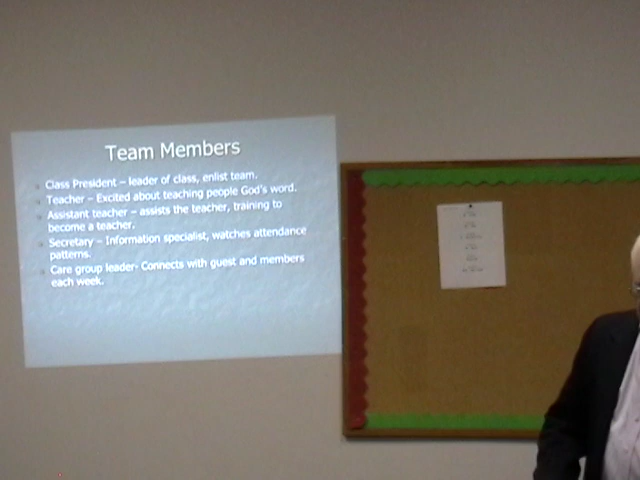 Team Members
Class President – leader of class, enlist team.
Teacher – Excited about teaching people God's word.
Assistant teacher – assists the teacher, training to
become a teacher.
Secretary – Information specialist, watches attendance
patterns.
Care group leader- Connects with guest and members
each week.